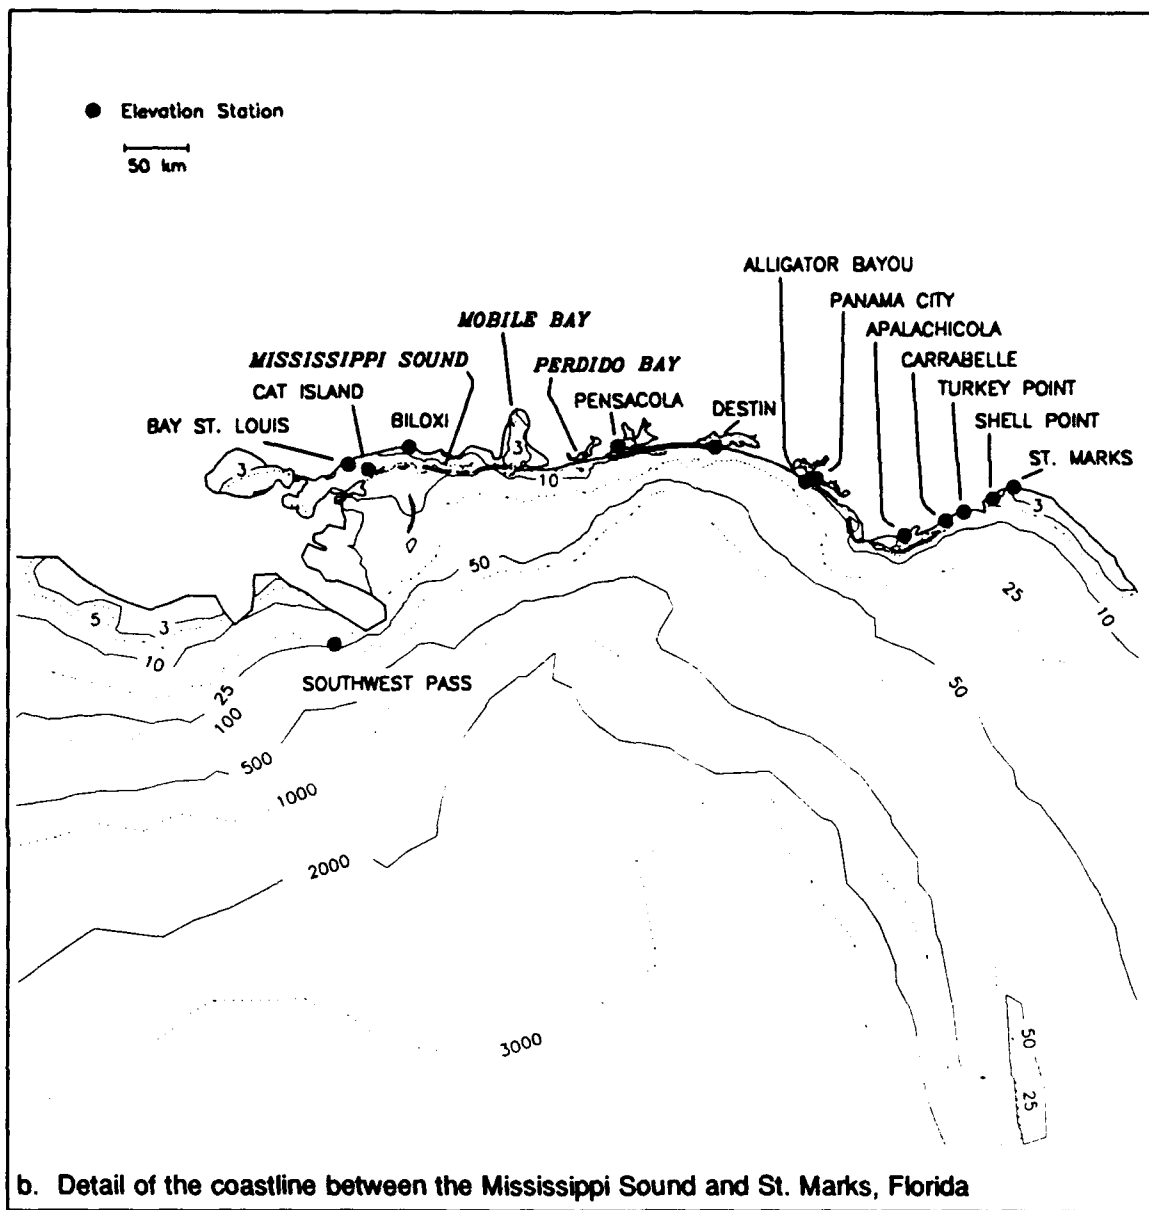 Elevation Station
50 km
ALLIGATOR BAYOU
PANAMA CITY
MOBILE BAY
APALACHICOLA
MISSISSIPPI SOUND
PERDIDO BAY
CARRABELLE
CAT ISLAND
TURKEY POINT
PENSACOLA
DESTIN
BILOXI
BAY ST. LOUIS
SHELL POINT
ST. MARKS
3
3
10
3
50
25
5
3
10
10
SOUTHWEST PASS
25
50
100
500
1000
2000
3000
50
25
b. Detail of the coastline between the Mississippi Sound and St. Marks, Florida